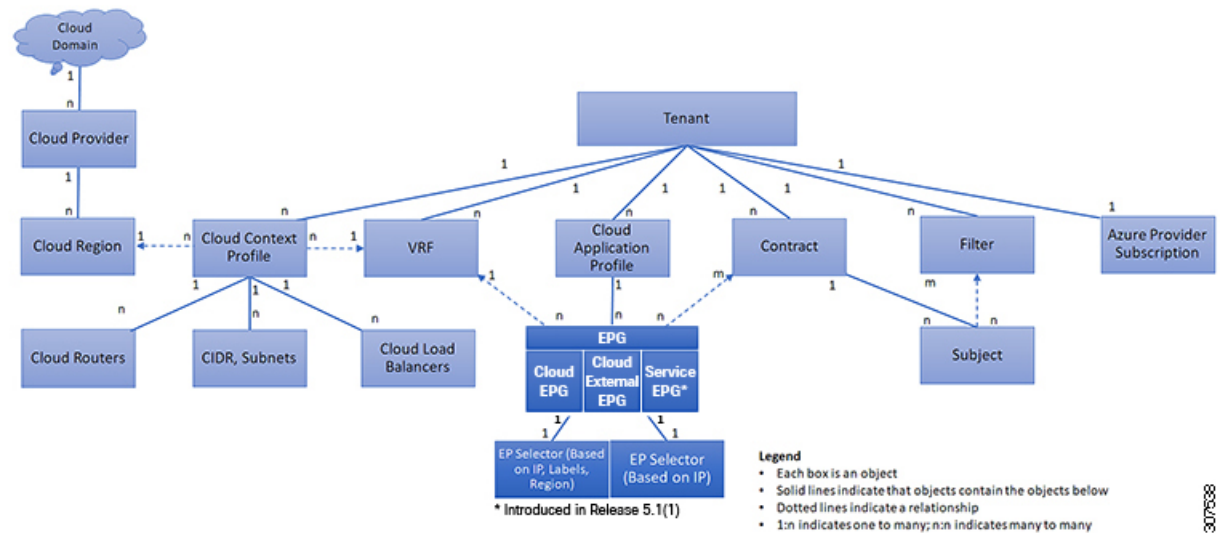 Cloud
Domain
1
n
Cloud Provider
1
n
Cloud Region
Tenant
1
1
1
1
1
1
1
n
n
n
n
n
1
Cloud Context
Profile
VRF
Cloud
Application
Profile
Contract
Filter
Azure Provider
Subscription
1
n
n
1
1
1
1
1
1
m
1
m
n
n
n
n
n
n
n
n
Cloud Routers
CIDR, Subnets
Cloud Load
Balancers
EPG
Cloud
EPG
Cloud
External
EPG
Service
EPG*
Subject
1
1
1
1
EP Selector (Based
on IP, Labels,
Region)
EP Selector
(Based on IP)
* Introduced in Release 5.1(1)
Legend
• Each box is an object
• Solid lines indicate that objects contain the objects below
• Dotted lines indicate a relationship
• 1:n indicates one to many; n:n indicates many to many
307538